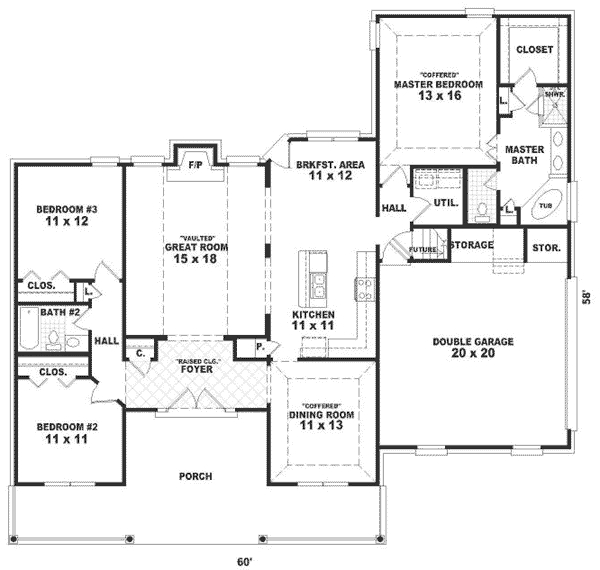 CLOSET
"COFFERED"
MASTER BEDROOM
13 x 16
L.
SHWR.
MASTER
BATH
F/P
BRKFST. AREA
11 x 12
BEDROOM #3
11 x 12
"VAULTED"
GREAT ROOM
15 x 18
HALL
UTIL.
L.
TUB
FUTURE
STORAGE
STOR.
CLOS.
L.
BATH #2
KITCHEN
11 x 11
58'
HALL
DOUBLE GARAGE
20 x 20
C.
P.
"RAISED CLG."
FOYER
CLOS.
"COFFERED"
DINING ROOM
11 x 13
BEDROOM #2
11 x 11
PORCH
60'